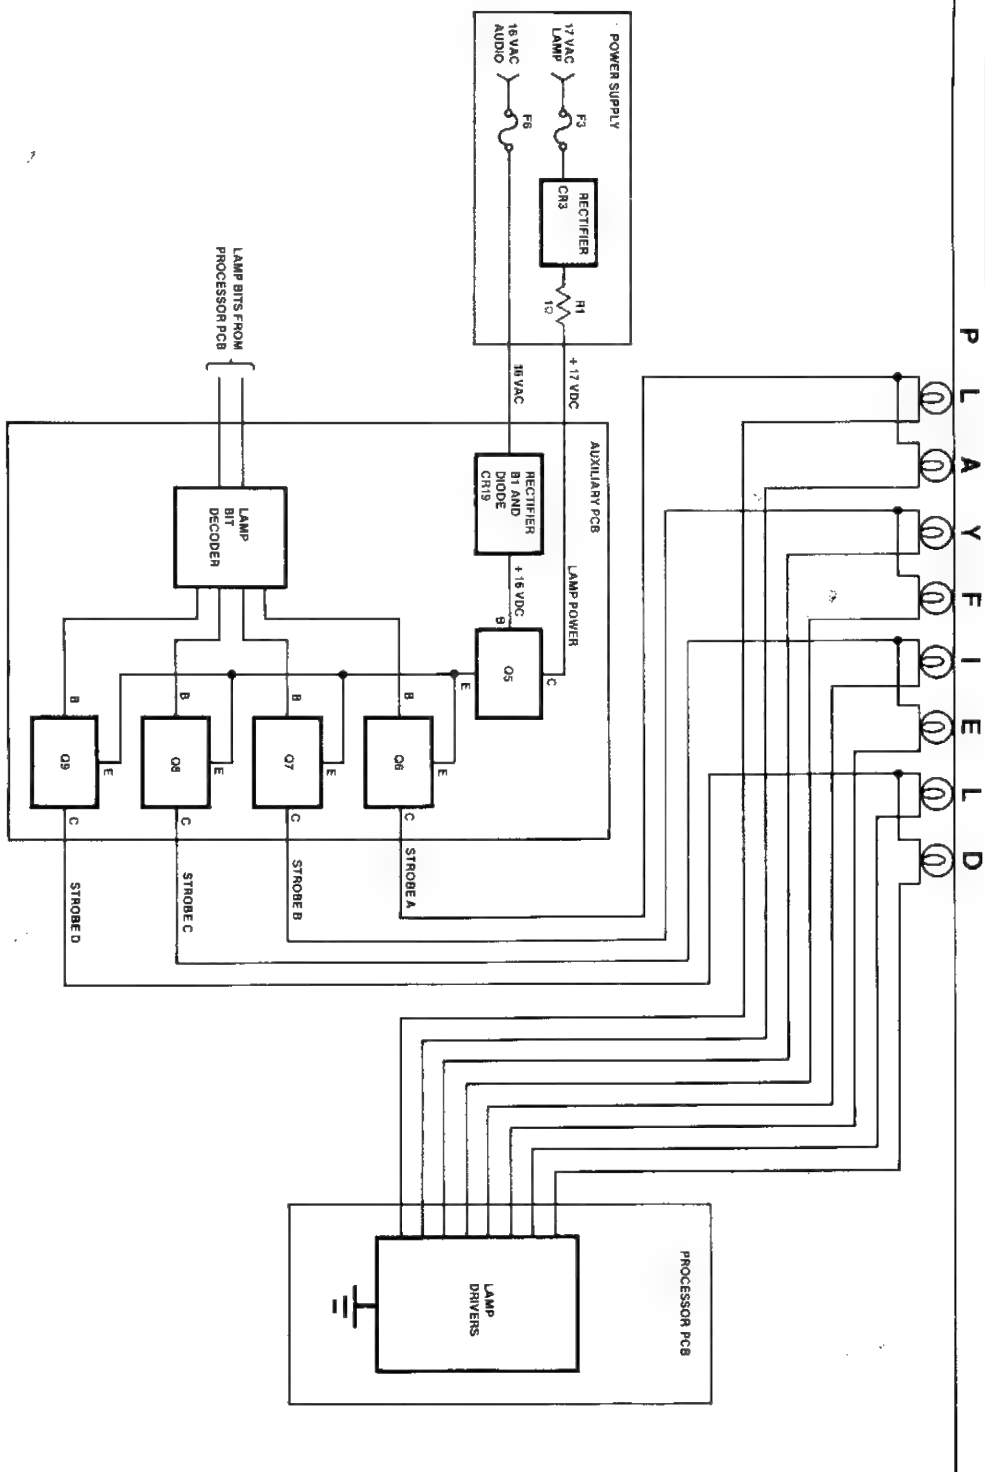 PLAYFIELD
POWER SUPPLY
17 VAC
LAMP
F3
RECTIFIER
CR3
R1
1Ω
+ 17 VDC
16 VAC
AUDIO
F6
16 VAC
AUXILIARY PCB
RECTIFIER
B1 AND
DIODE
CR19
+ 16 VDC
LAMP POWER
B
C
Q5
E
LAMP BITS FROM
PROCESSOR PCB
LAMP
BIT
DECODER
B
E
Q6
C
STROBE A
B
E
Q7
C
STROBE B
B
E
Q8
C
STROBE C
B
E
Q9
C
STROBE D
PROCESSOR PCB
LAMP
DRIVERS